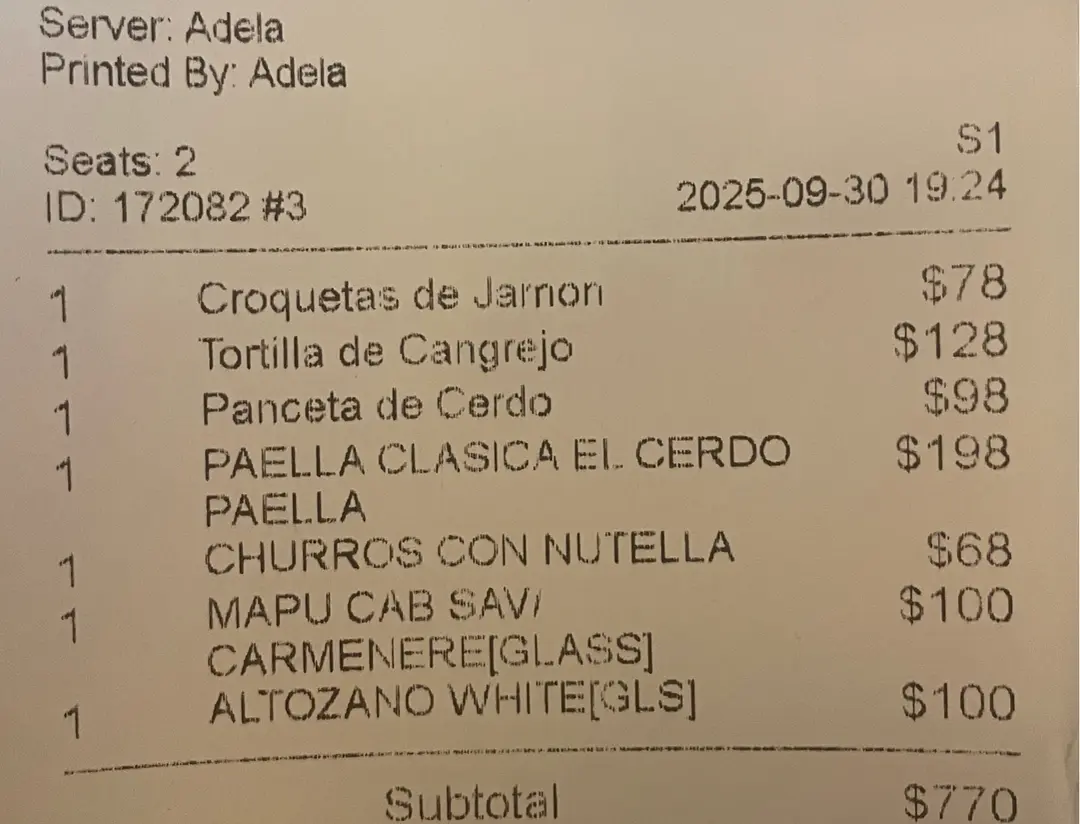 Server: Adela
Printed By: Adela
S1
Seats: 2
ID: 172082 #3 2025-09-30 19:24
1 Croquetas de Jamon $78
1 Tortilla de Cangrejo $128
1 Panceta de Cerdo $98
1 PAELLA CLASICA EL CERDO $198
PAELLA
1 CHURROS CON NUTELLA $68
1 MAPU CAB SAV/ $100
CARMENERE[GLASS]
1 ALTOZANO WHITE[GLS] $100
Subtotal $770